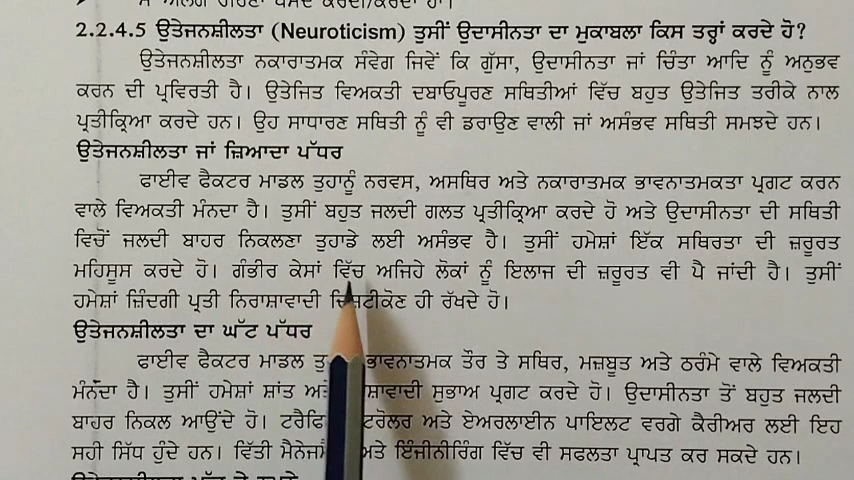 2.2.4.5 ਉਤੇਜਨਸ਼ੀਲਤਾ (Neuroticism) ਤੁਸੀਂ ਉਦਾਸੀਨਤਾ ਦਾ ਮੁਕਾਬਲਾ ਕਿਸ ਤਰ੍ਹਾਂ ਕਰਦੇ ਹੋ?
ਉਤੇਜਨਸ਼ੀਲਤਾ ਨਕਾਰਾਤਮਕ ਸੰਵੇਗ ਜਿਵੇਂ ਕਿ ਗੁੱਸਾ, ਉਦਾਸੀਨਤਾ ਜਾਂ ਚਿੰਤਾ ਆਦਿ ਨੂੰ ਅਨੁਭਵ
ਕਰਨ ਦੀ ਪ੍ਰਵਿਰਤੀ ਹੈ। ਉਤੇਜਿਤ ਵਿਅਕਤੀ ਦਬਾਓਪੂਰਣ ਸਥਿਤੀਆਂ ਵਿੱਚ ਬਹੁਤ ਉਤੇਜਿਤ ਤਰੀਕੇ ਨਾਲ
ਪ੍ਰਤੀਕ੍ਰਿਆ ਕਰਦੇ ਹਨ। ਉਹ ਸਾਧਾਰਣ ਸਥਿਤੀ ਨੂੰ ਵੀ ਡਰਾਉਣ ਵਾਲੀ ਜਾਂ ਅਸੰਭਵ ਸਥਿਤੀ ਸਮਝਦੇ ਹਨ।
ਉਤੇਜਨਸ਼ੀਲਤਾ ਜਾਂ ਜ਼ਿਆਦਾ ਪੱਧਰ
ਫਾਈਵ ਫੈਕਟਰ ਮਾਡਲ ਤੁਹਾਨੂੰ ਨਰਵਸ, ਅਸਥਿਰ ਅਤੇ ਨਕਾਰਾਤਮਕ ਭਾਵਨਾਤਮਕਤਾ ਪ੍ਰਗਟ ਕਰਨ
ਵਾਲੇ ਵਿਅਕਤੀ ਮੰਨਦਾ ਹੈ। ਤੁਸੀਂ ਬਹੁਤ ਜਲਦੀ ਗਲਤ ਪ੍ਰਤੀਕ੍ਰਿਆ ਕਰਦੇ ਹੋ ਅਤੇ ਉਦਾਸੀਨਤਾ ਦੀ ਸਥਿਤੀ
ਵਿਚੋਂ ਜਲਦੀ ਬਾਹਰ ਨਿਕਲਣਾ ਤੁਹਾਡੇ ਲਈ ਅਸੰਭਵ ਹੈ। ਤੁਸੀਂ ਹਮੇਸ਼ਾਂ ਇੱਕ ਸਥਿਰਤਾ ਦੀ ਜ਼ਰੂਰਤ
ਮਹਿਸੂਸ ਕਰਦੇ ਹੋ। ਗੰਭੀਰ ਕੇਸਾਂ ਵਿੱਚ ਅਜਿਹੇ ਲੋਕਾਂ ਨੂੰ ਇਲਾਜ ਦੀ ਜ਼ਰੂਰਤ ਵੀ ਪੈ ਜਾਂਦੀ ਹੈ। ਤੁਸੀਂ
ਹਮੇਸ਼ਾਂ ਜ਼ਿੰਦਗੀ ਪ੍ਰਤੀ ਨਿਰਾਸ਼ਾਵਾਦੀ ਦ੍ਰਿਸ਼ਟੀਕੋਣ ਹੀ ਰੱਖਦੇ ਹੋ।
ਉਤੇਜਨਸ਼ੀਲਤਾ ਦਾ ਘੱਟ ਪੱਧਰ
ਫਾਈਵ ਫੈਕਟਰ ਮਾਡਲ ਭਾਵਨਾਤਮਕ ਤੌਰ ਤੇ ਸਥਿਰ, ਮਜ਼ਬੂਤ ਅਤੇ ਠਰੰਮੇ ਵਾਲੇ ਵਿਅਕਤੀ
ਮੰਨਦਾ ਹੈ। ਤੁਸੀਂ ਹਮੇਸ਼ਾਂ ਸ਼ਾਂਤ ਸੁਭਾਅ ਪ੍ਰਗਟ ਕਰਦੇ ਹੋ। ਉਦਾਸੀਨਤਾ ਤੋਂ ਬਹੁਤ ਜਲਦੀ
ਬਾਹਰ ਨਿਕਲ ਆਉਂਦੇ ਹੋ। ਅਤੇ ਏਅਰਲਾਈਨ ਪਾਇਲਟ ਵਰਗੇ ਕੈਰੀਅਰ ਲਈ ਇਹ
ਸਹੀ ਸਿੱਧ ਹੁੰਦੇ ਹਨ। ਵਿੱਤੀ ਅਤੇ ਇੰਜੀਨੀਰਿੰਗ ਵਿੱਚ ਵੀ ਸਫਲਤਾ ਪ੍ਰਾਪਤ ਕਰ ਸਕਦੇ ਹਨ।